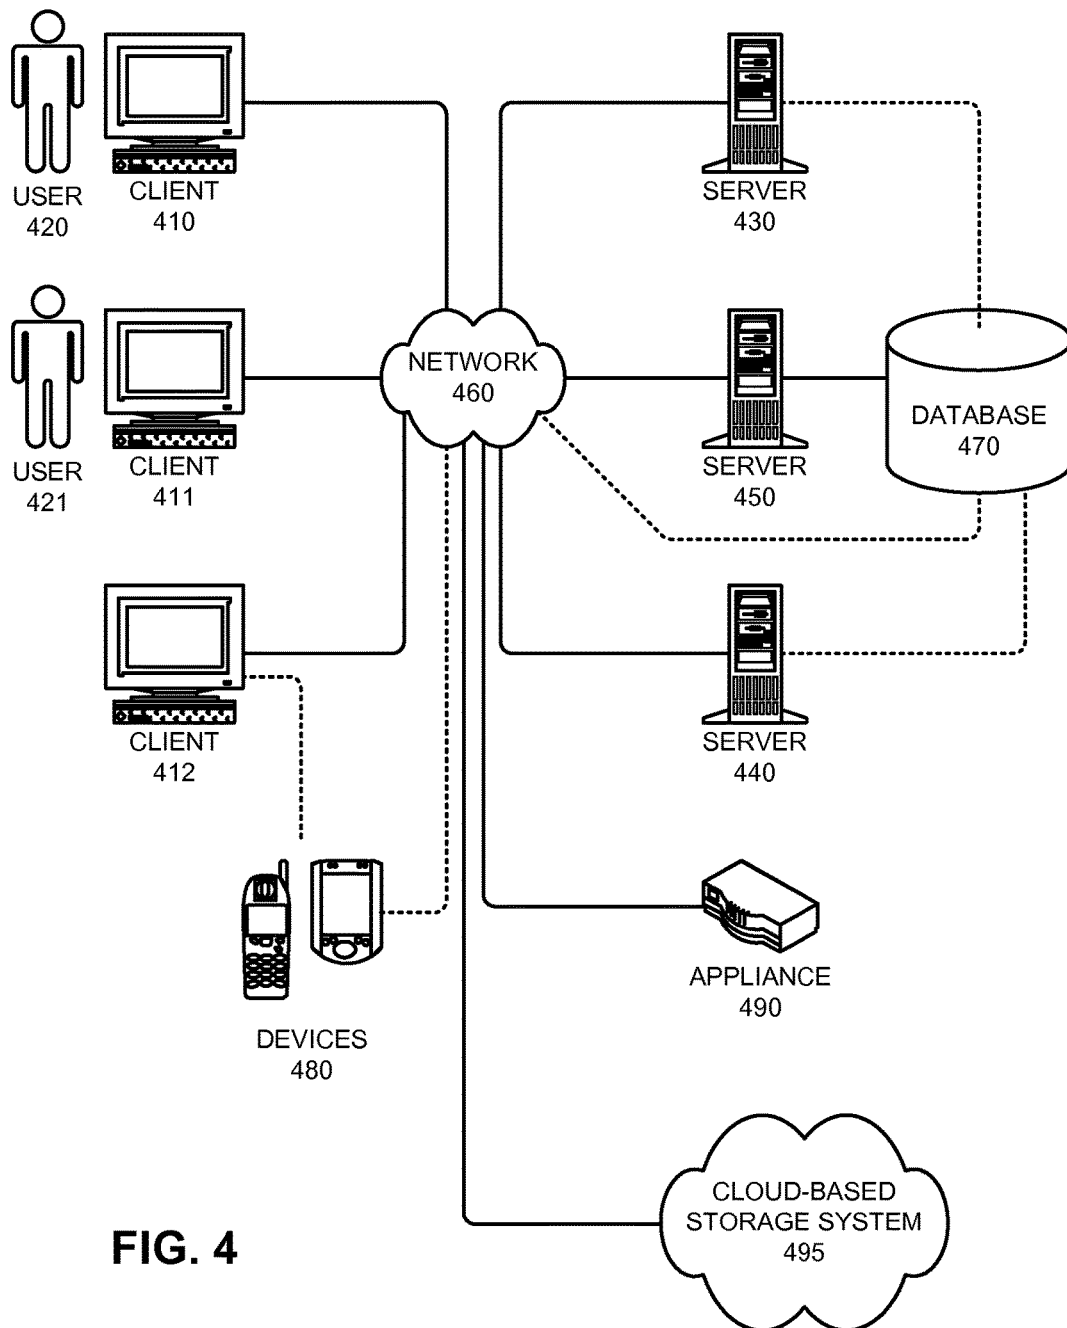 USER
420
CLIENT
410
SERVER
430
USER
421
CLIENT
411
NETWORK
460
SERVER
450
DATABASE
470
CLIENT
412
SERVER
440
DEVICES
480
APPLIANCE
490
CLOUD-BASED
STORAGE SYSTEM
495
FIG. 4